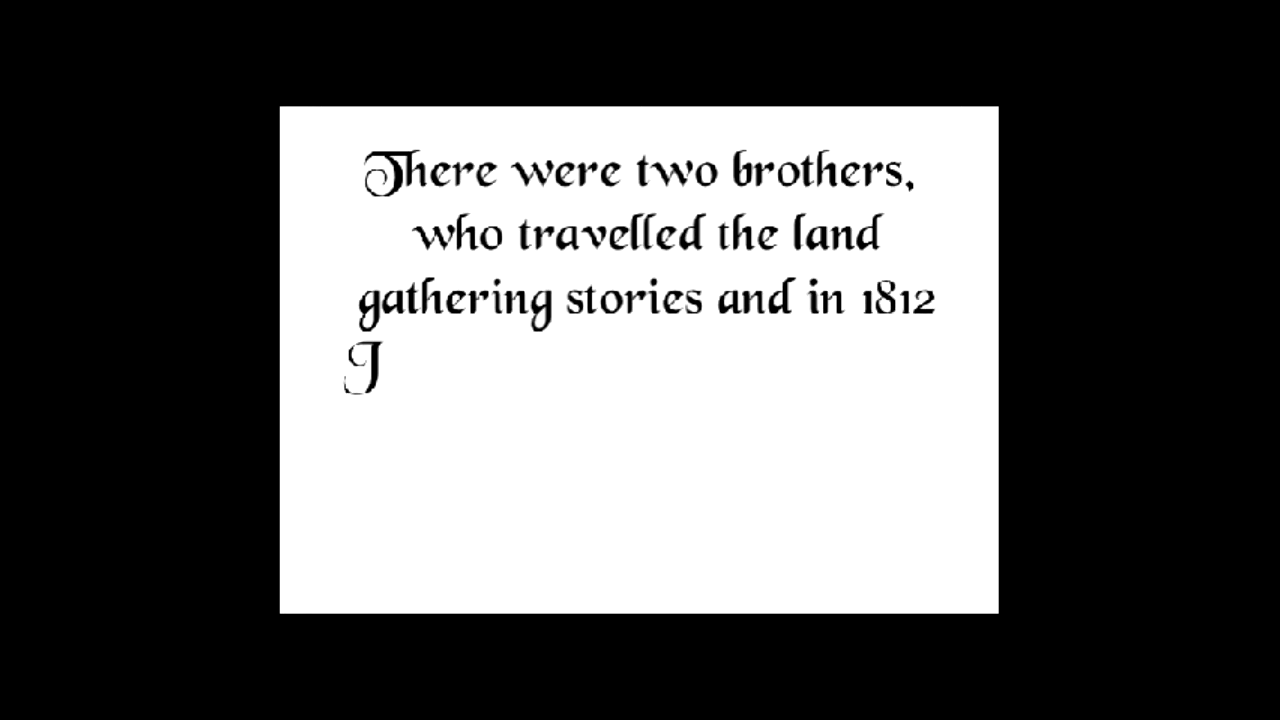 There were two brothers,
who travelled the land
gathering stories and in 1812
J